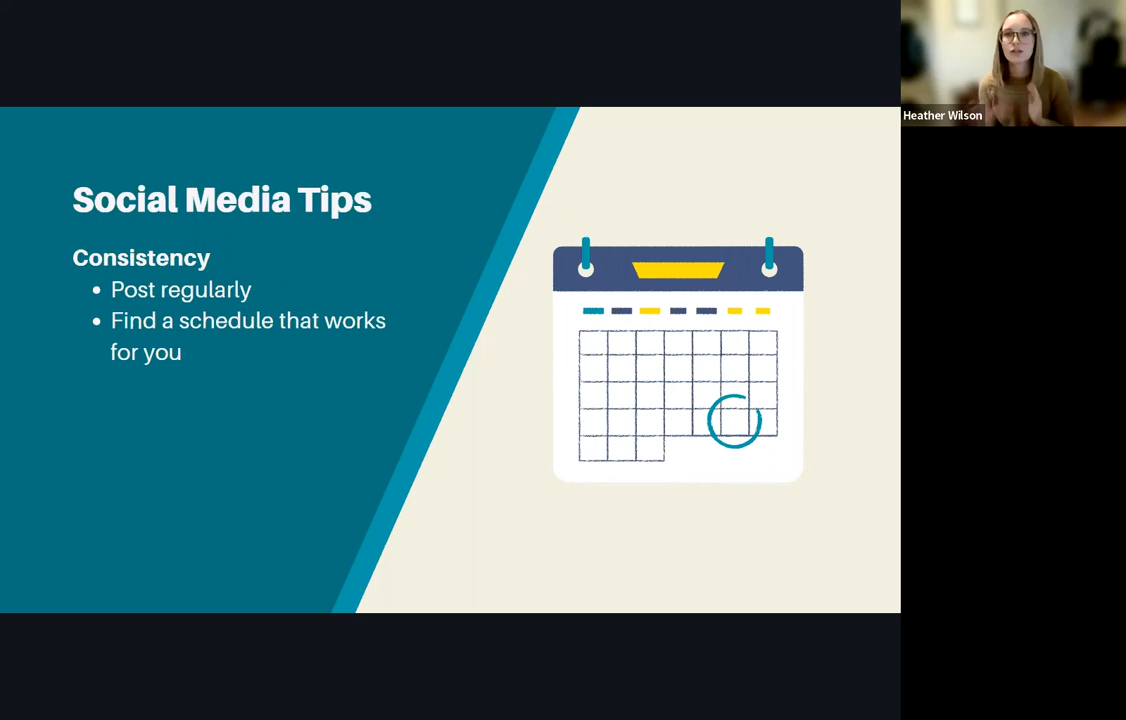 Heather Wilson
Social Media Tips
Consistency
• Post regularly
• Find a schedule that works
for you